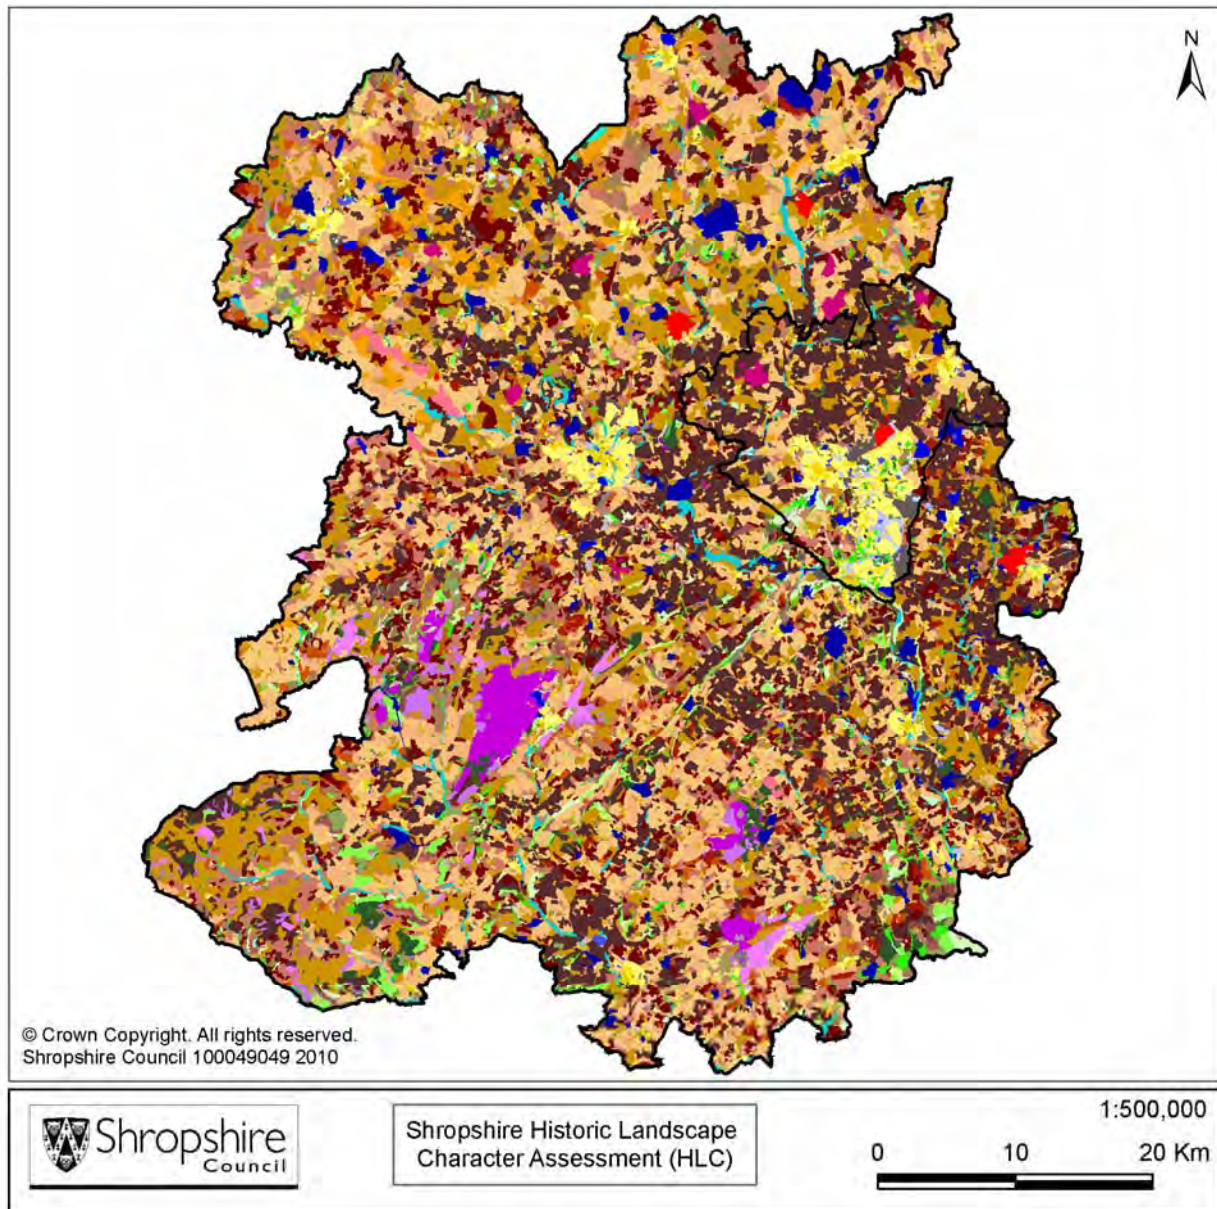 N
© Crown Copyright. All rights reserved.
Shropshire Council 100049049 2010
Shropshire
Council
Shropshire Historic Landscape
Character Assessment (HLC)
1:500,000
0 10 20 Km